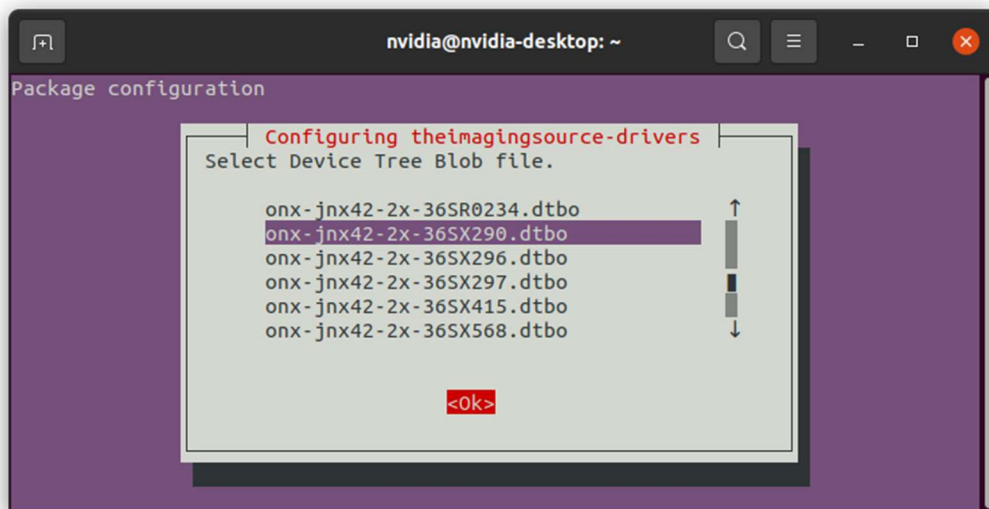 nvidia@nvidia-desktop: ~
Package configuration
Configuring theimagingsource-drivers
Select Device Tree Blob file.
onx-jnx42-2x-36SR0234.dtbo
onx-jnx42-2x-36SX290.dtbo
onx-jnx42-2x-36SX296.dtbo
onx-jnx42-2x-36SX297.dtbo
onx-jnx42-2x-36SX415.dtbo
onx-jnx42-2x-36SX568.dtbo
<Ok>